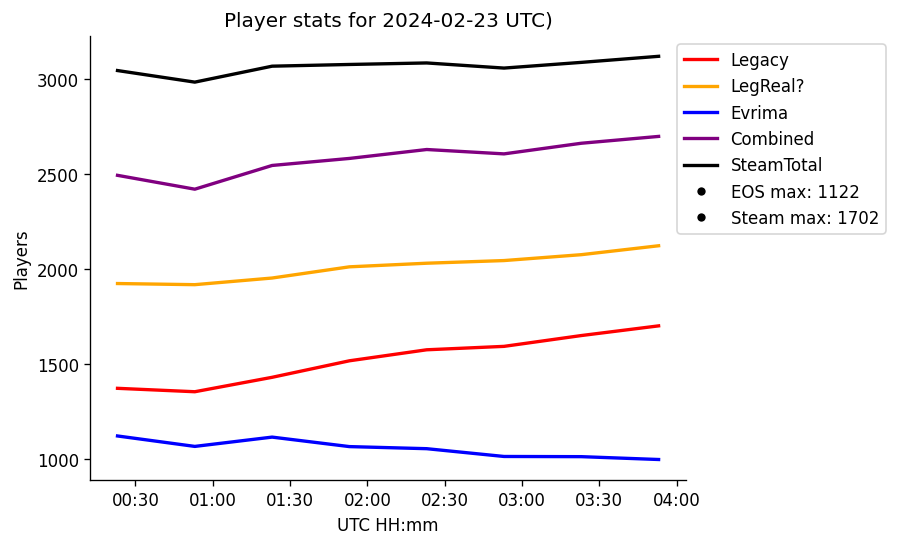 Player stats for 2024-02-23 UTC)
Legacy
LegReal?
Evrima
Combined
SteamTotal
EOS max: 1122
Steam max: 1702
Players
3000
2500
2000
1500
1000
00:30 01:00 01:30 02:00 02:30 03:00 03:30 04:00
UTC HH:mm